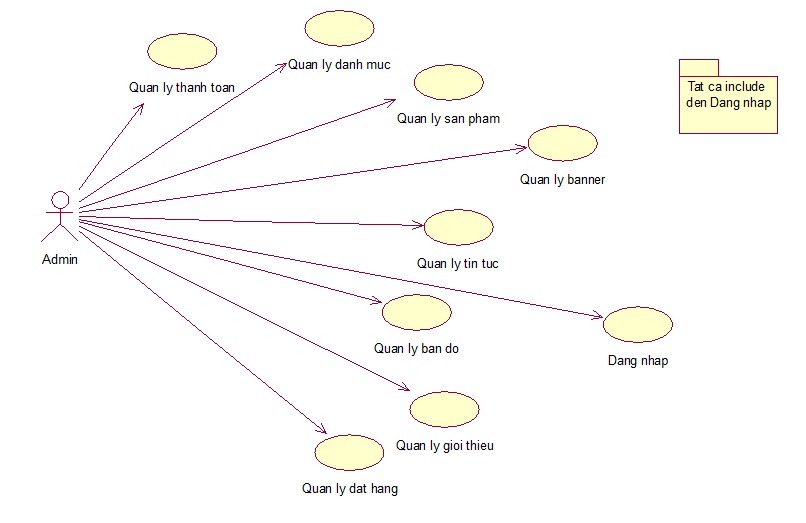 Quan ly danh muc
Quan ly thanh toan
Tat ca include
den Dang nhap
Quan ly san pham
Quan ly banner
Admin
Quan ly tin tuc
Quan ly ban do
Dang nhap
Quan ly gioi thieu
Quan ly dat hang